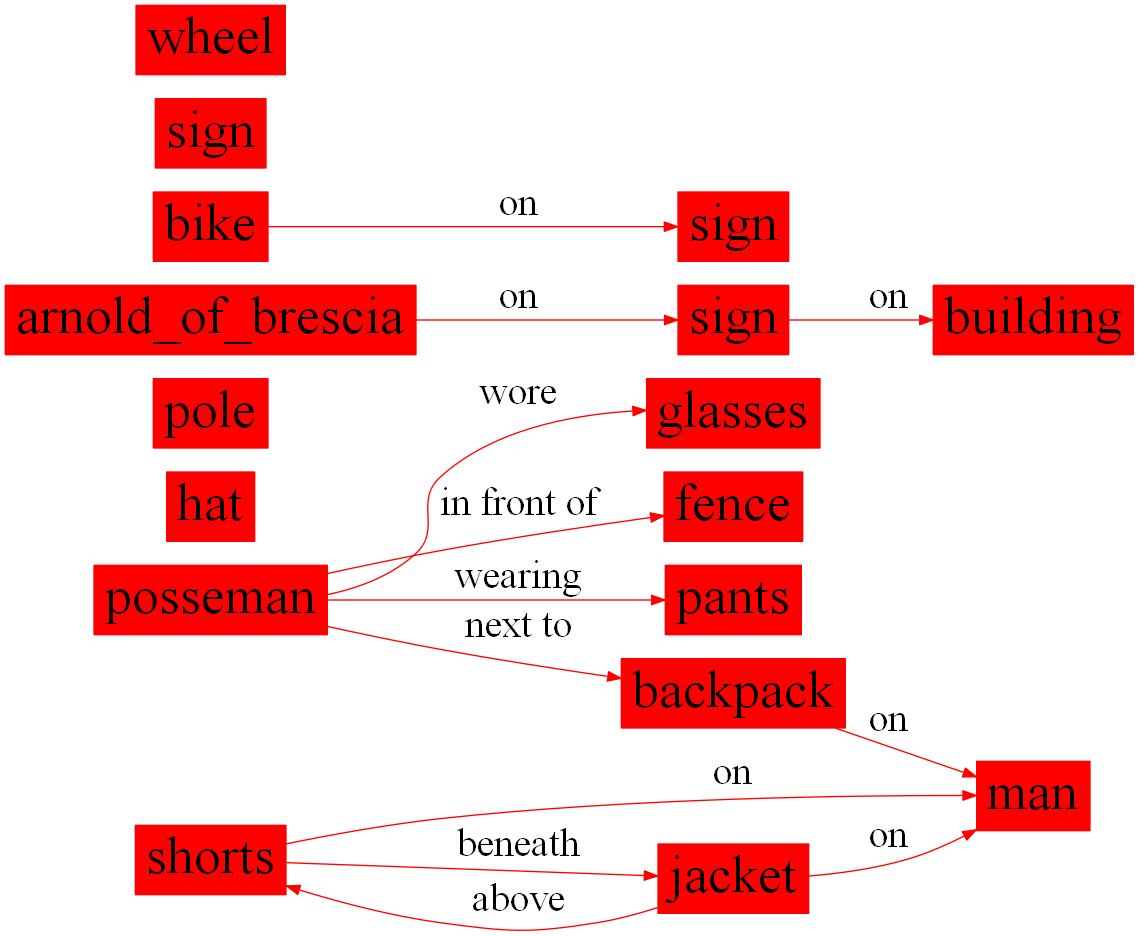 wheel
sign
bike
on
sign
arnold_of_brescia
on
sign
on
building
pole
wore
glasses
hat
in front of
fence
posseman
wearing
pants
next to
backpack
on
on
man
shorts
beneath
jacket
on
above